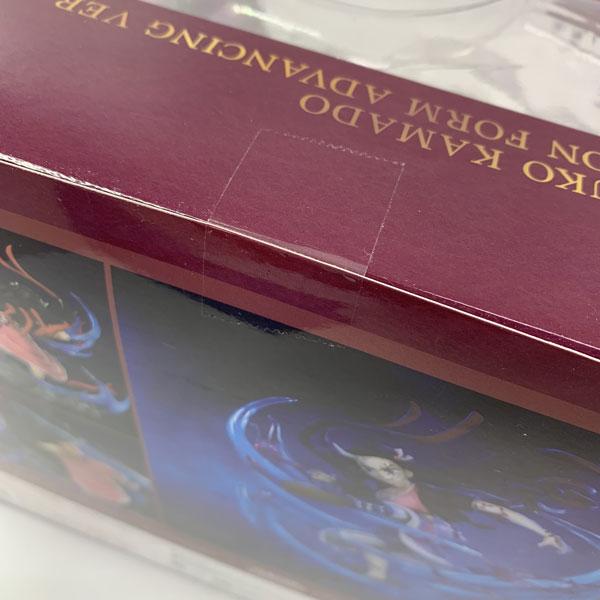 UKO KAMADO
ON FORM ADVANCING VER